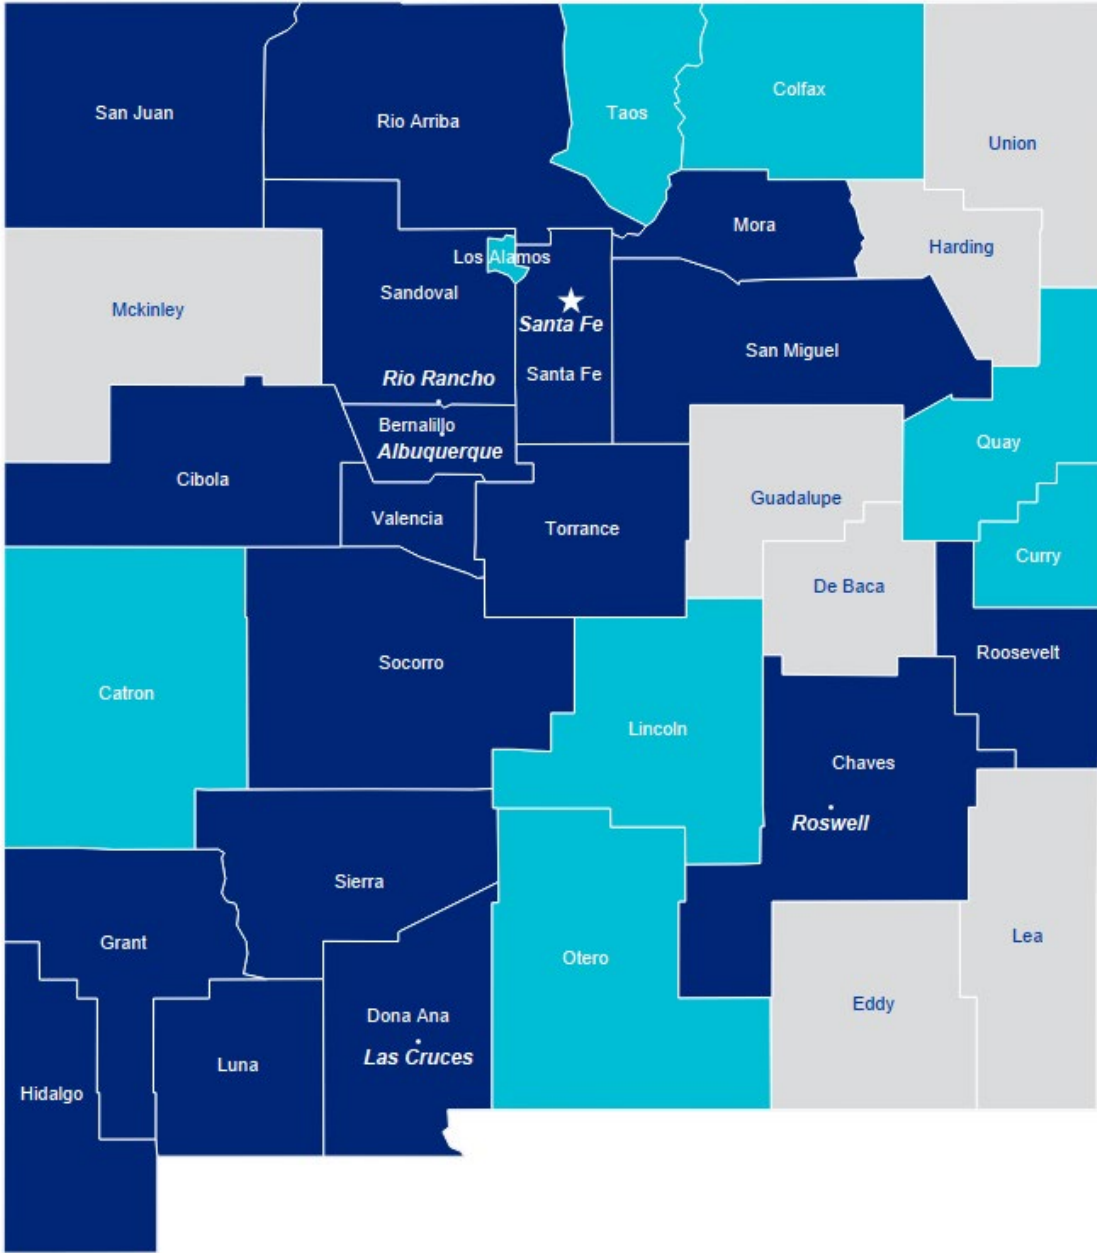 Colfax
San Juan
Taos
Rio Arriba
Union
Mora
Harding
Los Alamos
Sandoval
Mckinley
Santa Fe
San Miguel
Santa Fe
Rio Rancho
Bernalillo
Quay
Albuquerque
Cibola
Guadalupe
Valencia
Torrance
Curry
De Baca
Roosevelt
Socorro
Catron
Lincoln
Chaves
Roswell
Sierra
Lea
Grant
Otero
Eddy
Dona Ana
Las Cruces
Luna
Hidalgo